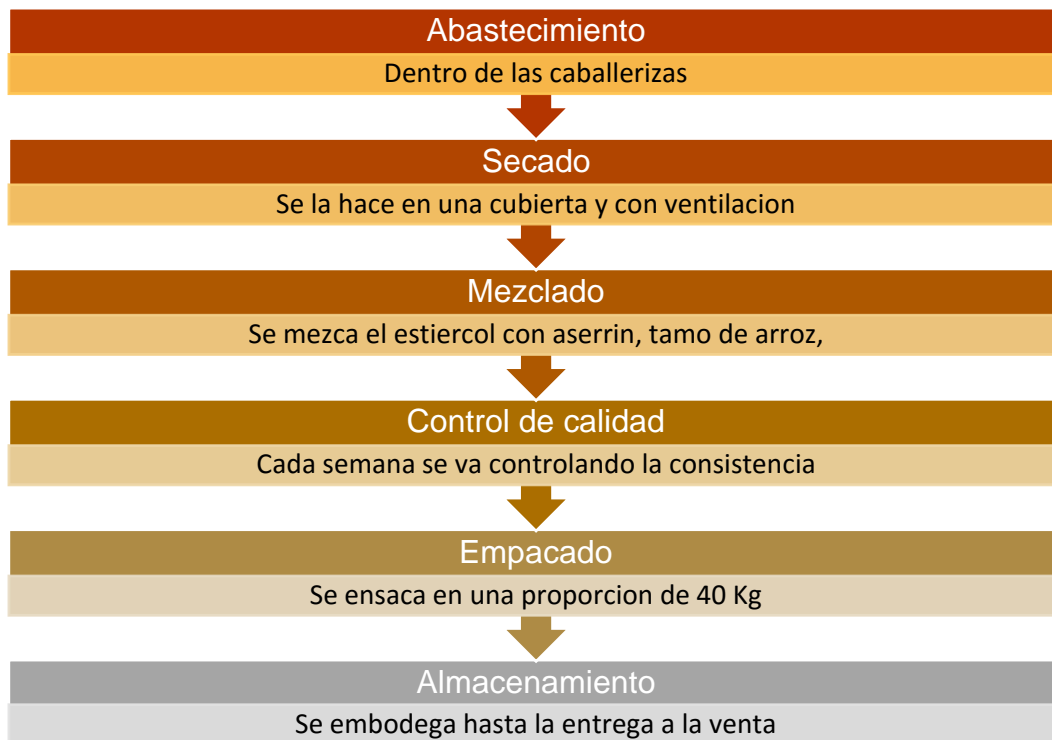 Abastecimiento
Dentro de las caballerizas
Secado
Se la hace en una cubierta y con ventilacion
Mezclado
Se mezca el estiercol con aserrin, tamo de arroz,
Control de calidad
Cada semana se va controlando la consistencia
Empacado
Se ensaca en una proporcion de 40 Kg
Almacenamiento
Se embodega hasta la entrega a la venta